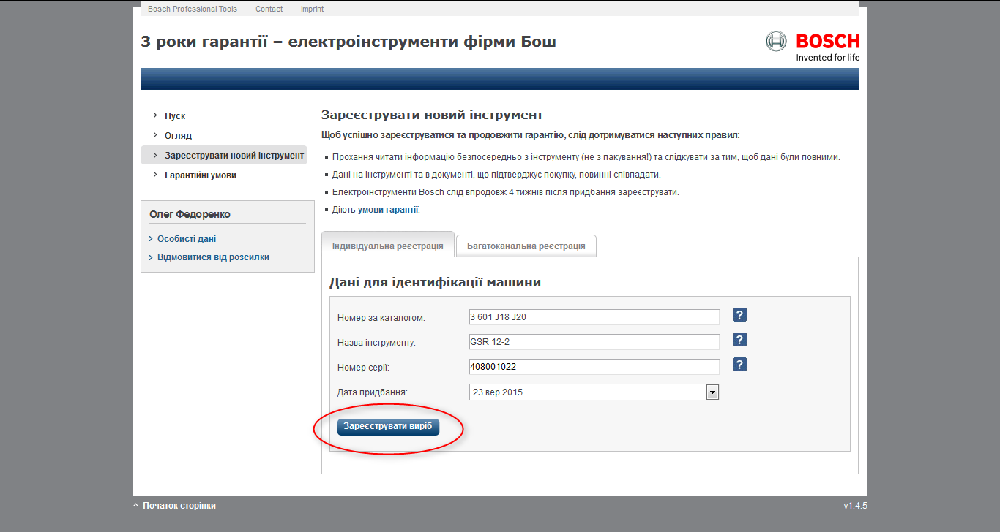 Bosch Professional Tools Contact Imprint
3 роки гарантії – електроінструменти фірми Бош
BOSCH
Invented for life
Пуск
Огляд
Зареєструвати новий інструмент
Гарантійні умови
Олег Федоренко
Особисті дані
Відмовитися від розсилки
Зареєструвати новий інструмент
Щоб успішно зареєструватися та продовжити гарантію, слід дотримуватися наступних правил:
Прохання читати інформацію безпосередньо з інструменту (не з пакування!) та слідкувати за тим, щоб дані були повними.
Дані на інструменті та в документі, що підтверджує покупку, повинні співпадати.
Електроінструменти Bosch слід впродовж 4 тижнів після придбання зареєструвати.
Діють умови гарантії.
Індивідуальна реєстрація Багатоканальна реєстрація
Дані для ідентифікації машини
Номер за каталогом: 3 601 J18 J20 ?
Назва інструменту: GSR 12-2 ?
Номер серії: 408001022 ?
Дата придбання: 23 вер 2015
Зареєструвати виріб
Початок сторінки v1.4.5